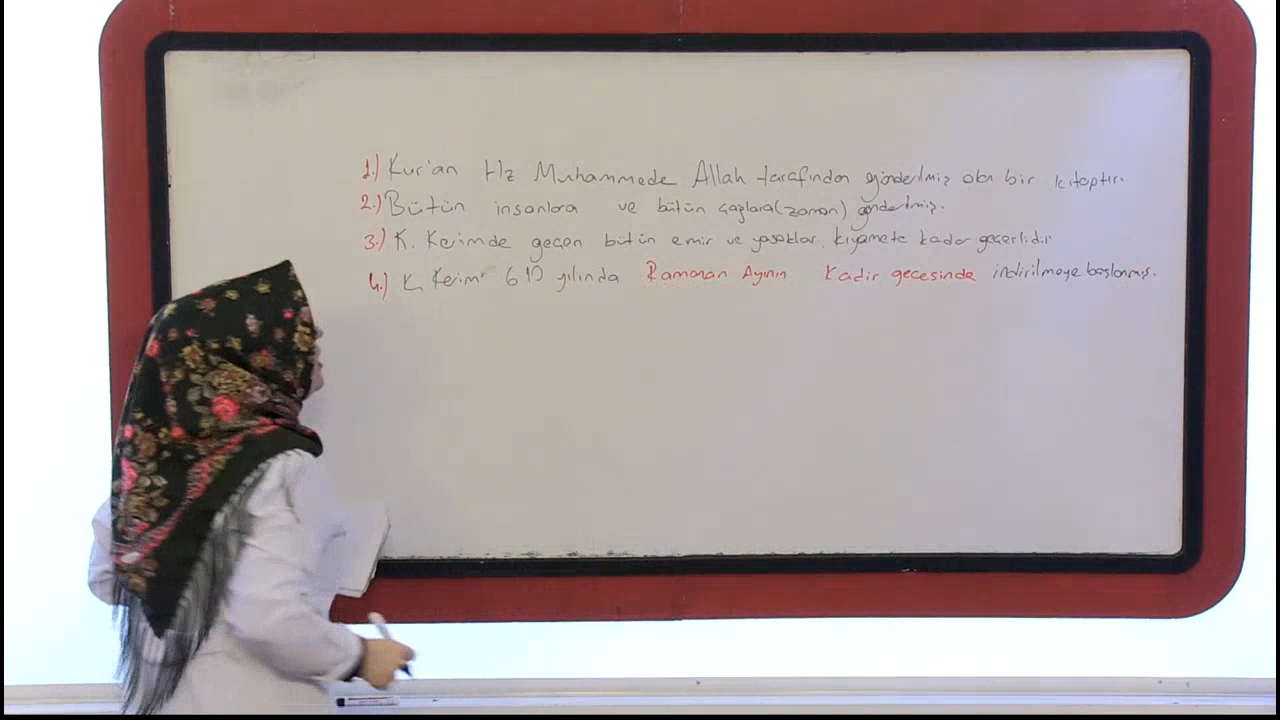 1.) Kur'an Hz Muhammede Allah tarafından gönderilmiş olan bir kitaptır.
2.) Bütün insanlara ve bütün çağlara (zaman) gönderilmiş.
3.) K. Kerimde geçen bütün emir ve yasaklar kıyamete kadar geçerlidir
4.) K. Kerim 610 yılında Ramazan Ayının Kadir gecesinde indirilmeye başlanmış.